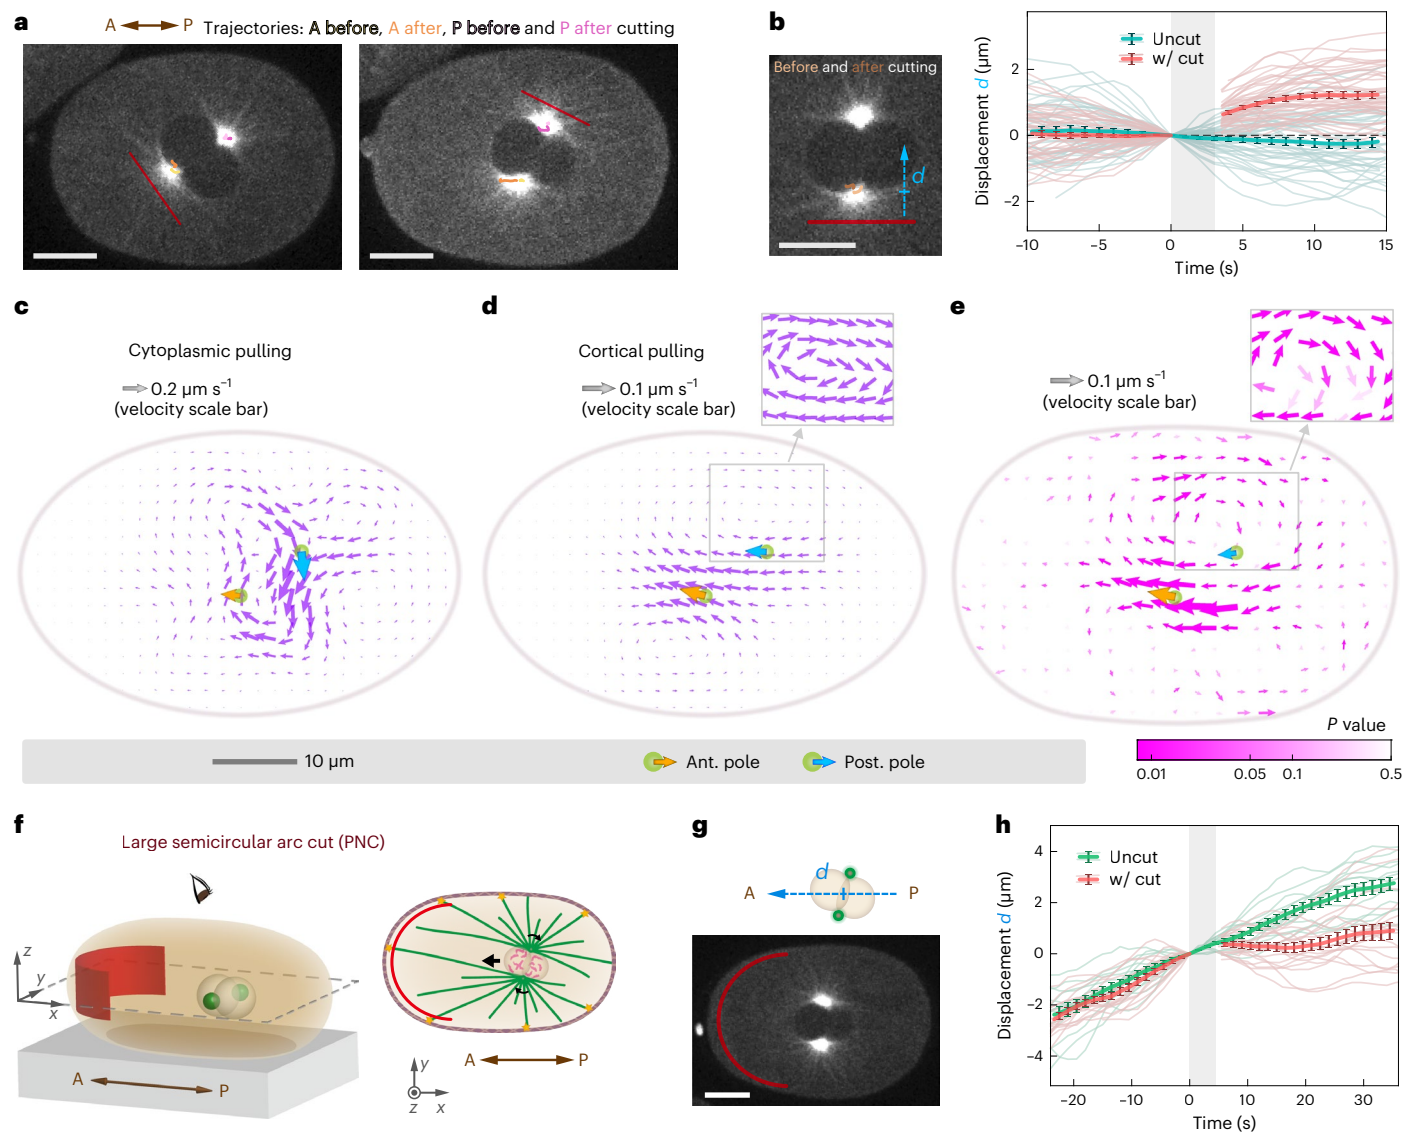 a
A P Trajectories: A before, A after, P before and P after cutting
b
Before and after cutting
d
Displacement d (µm)
2
0
−2
Uncut
w/ cut
−10 −5 0 5 10 15
Time (s)
c
Cytoplasmic pulling
0.2 µm s⁻¹
(velocity scale bar)
d
Cortical pulling
0.1 µm s⁻¹
(velocity scale bar)
e
0.1 µm s⁻¹
(velocity scale bar)
10 µm
Ant. pole
Post. pole
P value
0.01 0.05 0.1 0.5
f
Large semicircular arc cut (PNC)
z
y
x
A P
A P
y
z x
g
d
A P
h
Displacement d (µm)
4
2
0
−2
−4
Uncut
w/ cut
−20 −10 0 10 20 30
Time (s)